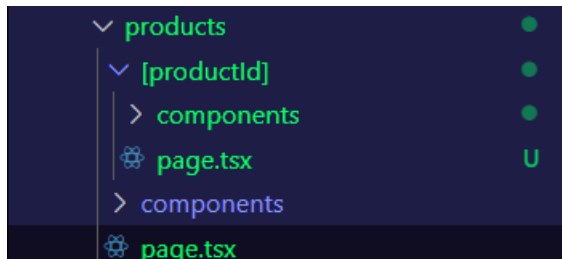 products
[productId]
components
page.tsx U
components
page.tsx